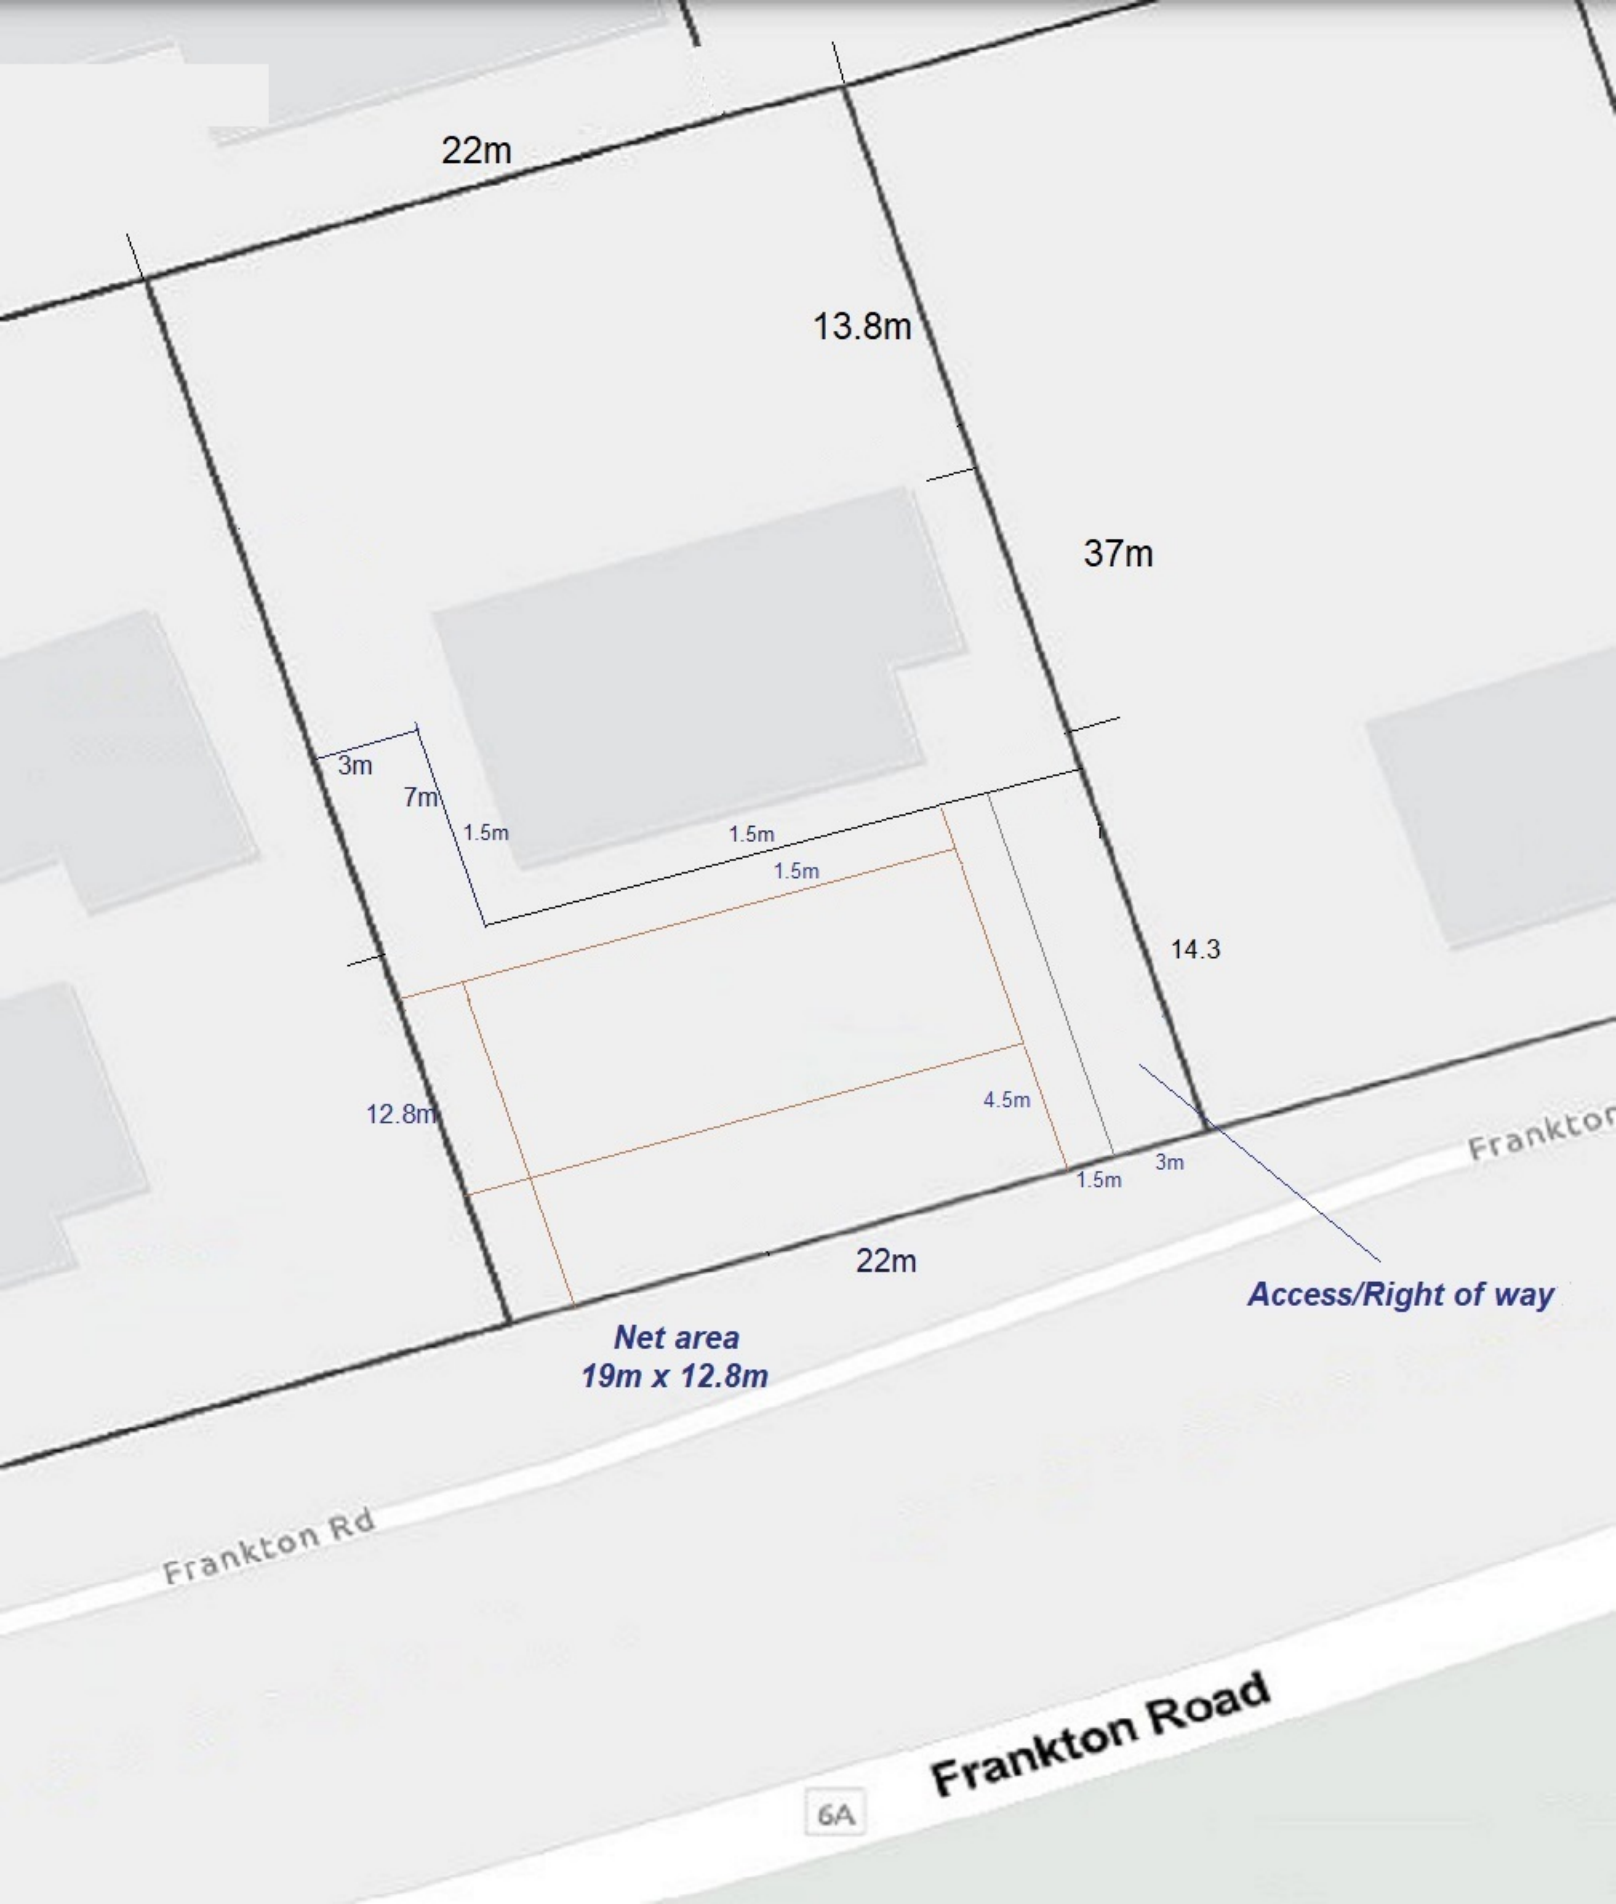 22m
13.8m
37m
3m
7m
1.5m
1.5m
1.5m
14.3
12.8m
4.5m
3m
1.5m
22m
Frankton
Access/Right of way
Net area
19m x 12.8m
Frankton Rd
Frankton Road
6A